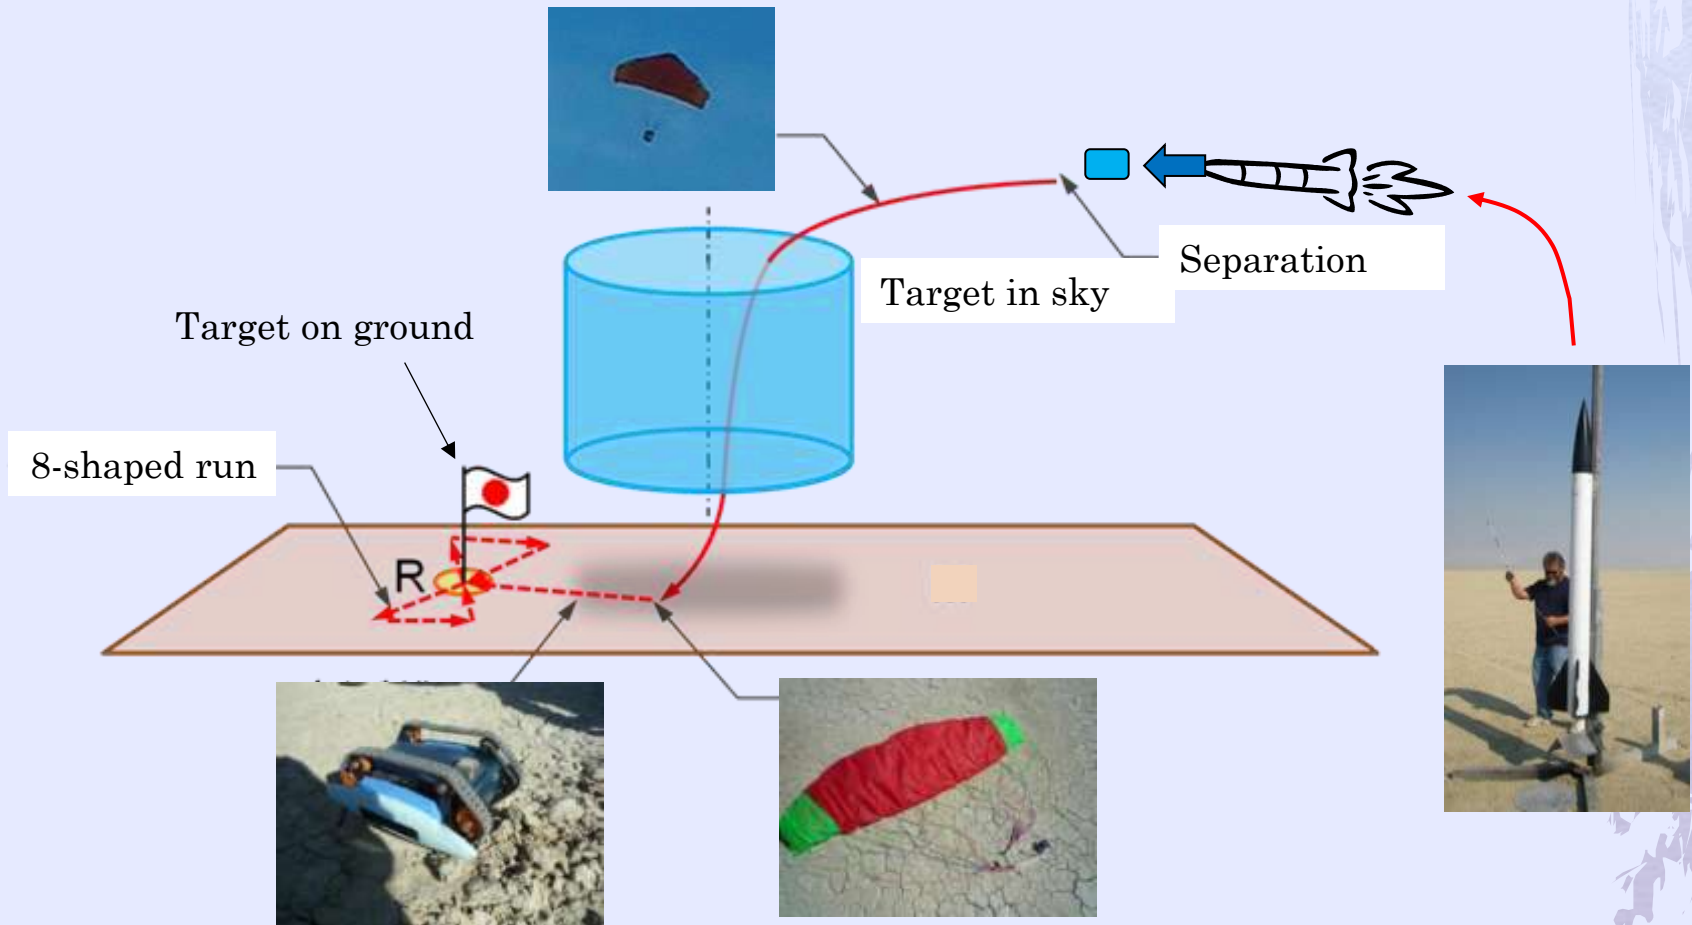 Separation
Target in sky
Target on ground
8-shaped run
R